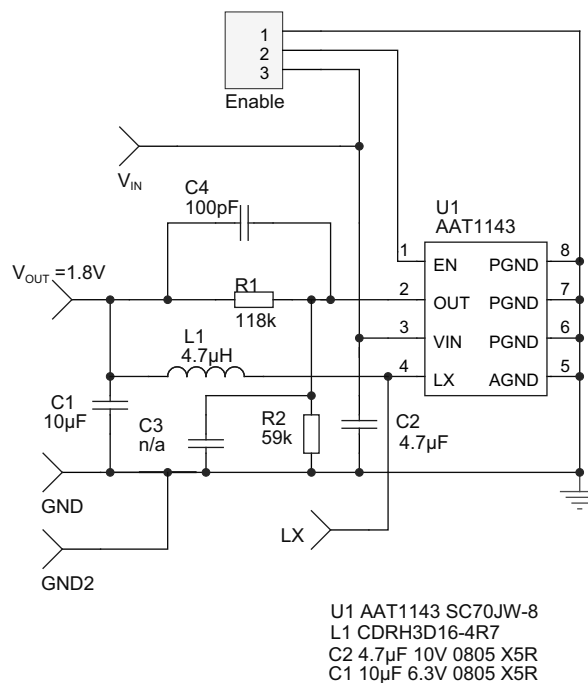 1
2
3
Enable
V_IN
C4
100pF
U1
AAT1143
1 EN PGND 8
V_OUT =1.8V
R1
118k
2 OUT PGND 7
L1
4.7µH
3 VIN PGND 6
4 LX AGND 5
C1
10µF
C3
n/a
R2
59k
C2
4.7µF
GND
LX
GND2
U1 AAT1143 SC70JW-8
L1 CDRH3D16-4R7
C2 4.7µF 10V 0805 X5R
C1 10µF 6.3V 0805 X5R